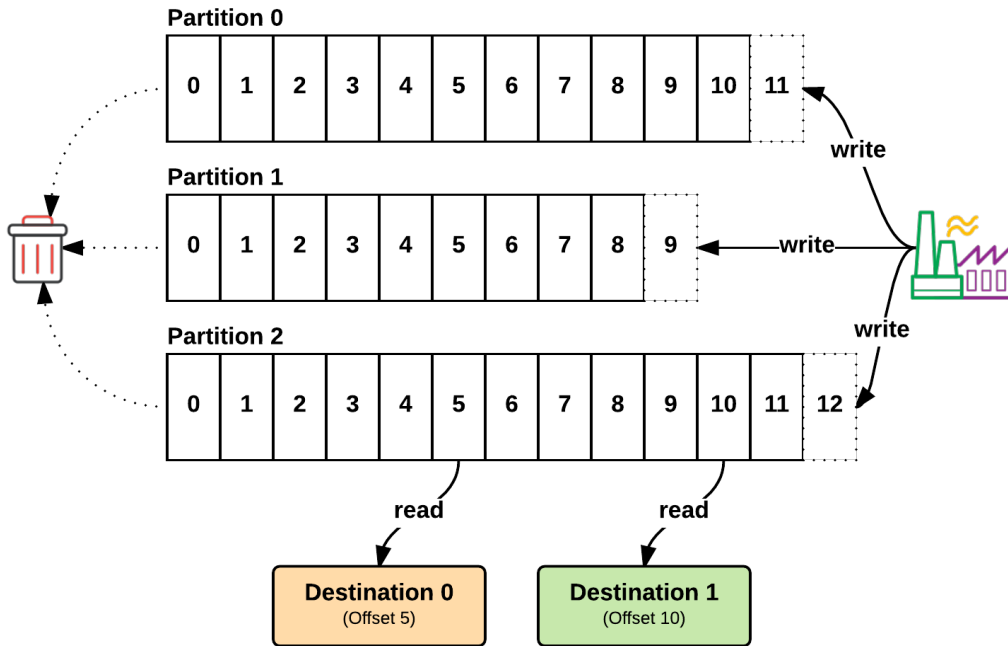 Partition 0
0 1 2 3 4 5 6 7 8 9 10 11
write
Partition 1
0 1 2 3 4 5 6 7 8 9
write
write
Partition 2
0 1 2 3 4 5 6 7 8 9 10 11 12
read
read
Destination 0
(Offset 5)
Destination 1
(Offset 10)